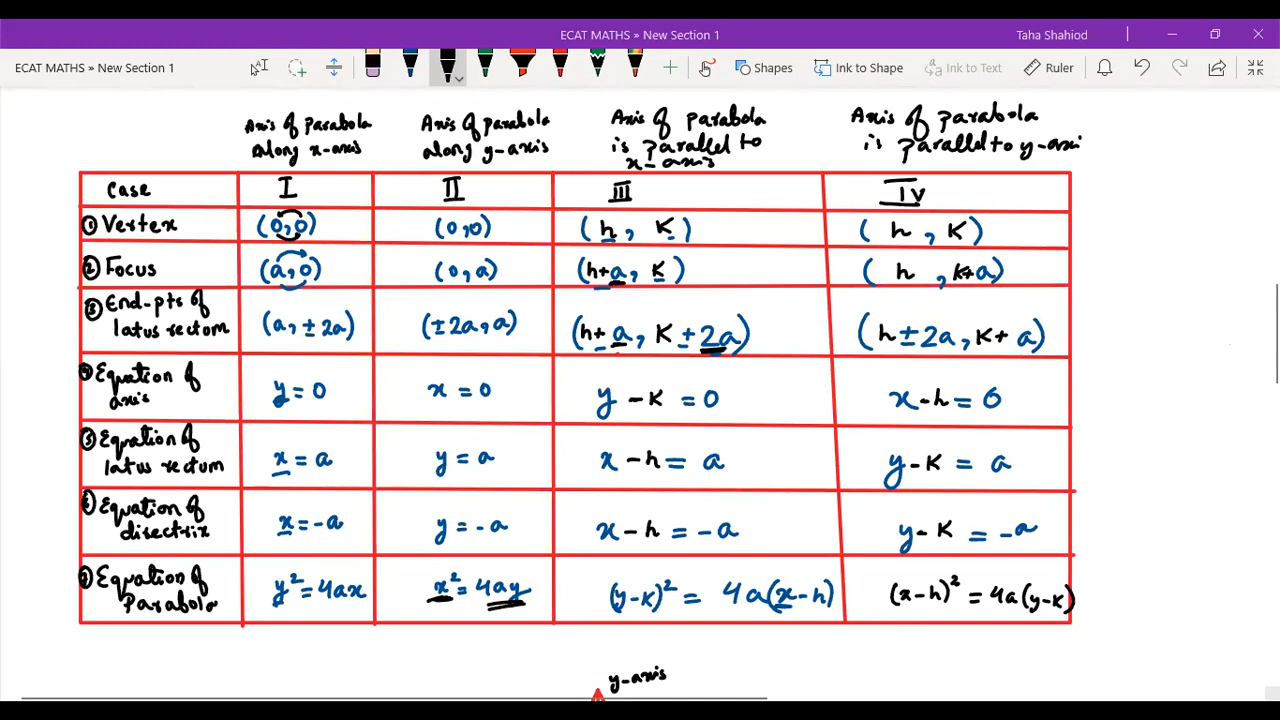 ECAT MATHS » New Section 1
Taha Shahiod
ECAT MATHS » New Section 1
Shapes
Ink to Shape
Ink to Text
Ruler
Axis of parabola
along x-axis
Axis of parabola
along y-axis
Axis of parabola
is parallel to
x-axis
Axis of parabola
is parallel to y-axi
Case
I
II
III
IV
① Vertex
(0,0)
(0,0)
(h, K)
(h, K)
② Focus
(a,0)
(0,a)
(h+a, K)
(h, K+a)
③ End-pts of
latus rectum
(a, ±2a)
(±2a, a)
(h+a, K±2a)
(h±2a, K+a)
④ Equation of
axis
y = 0
x = 0
y - K = 0
x - h = 0
⑤ Equation of
latus rectum
x = a
y = a
x - h = a
y - K = a
⑥ Equation of
directrix
x = -a
y = -a
x - h = -a
y - K = -a
⑦ Equation of
Parabola
y² = 4ax
x² = 4ay
(y-K)² = 4a(x-h)
(x-h)² = 4a(y-K)
y-axis